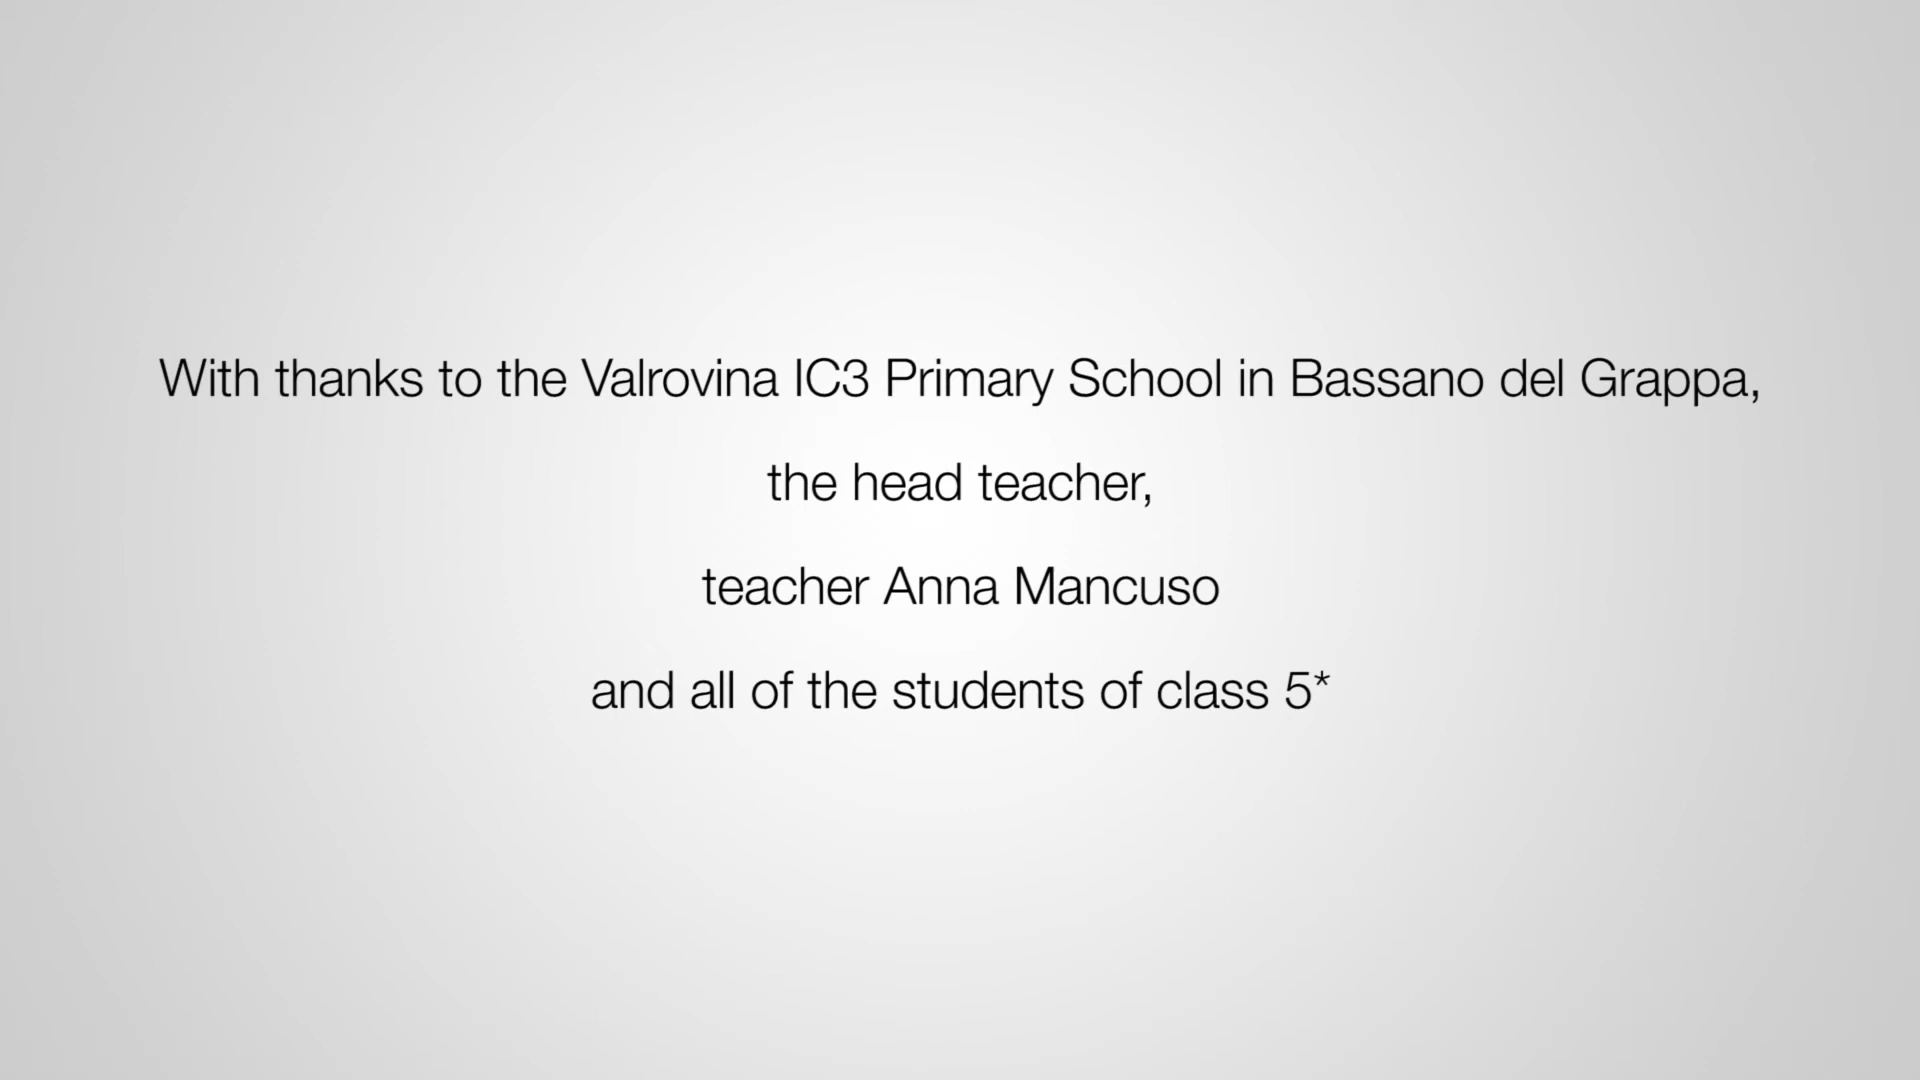 With thanks to the Valrovina IC3 Primary School in Bassano del Grappa,
the head teacher,
teacher Anna Mancuso
and all of the students of class 5*